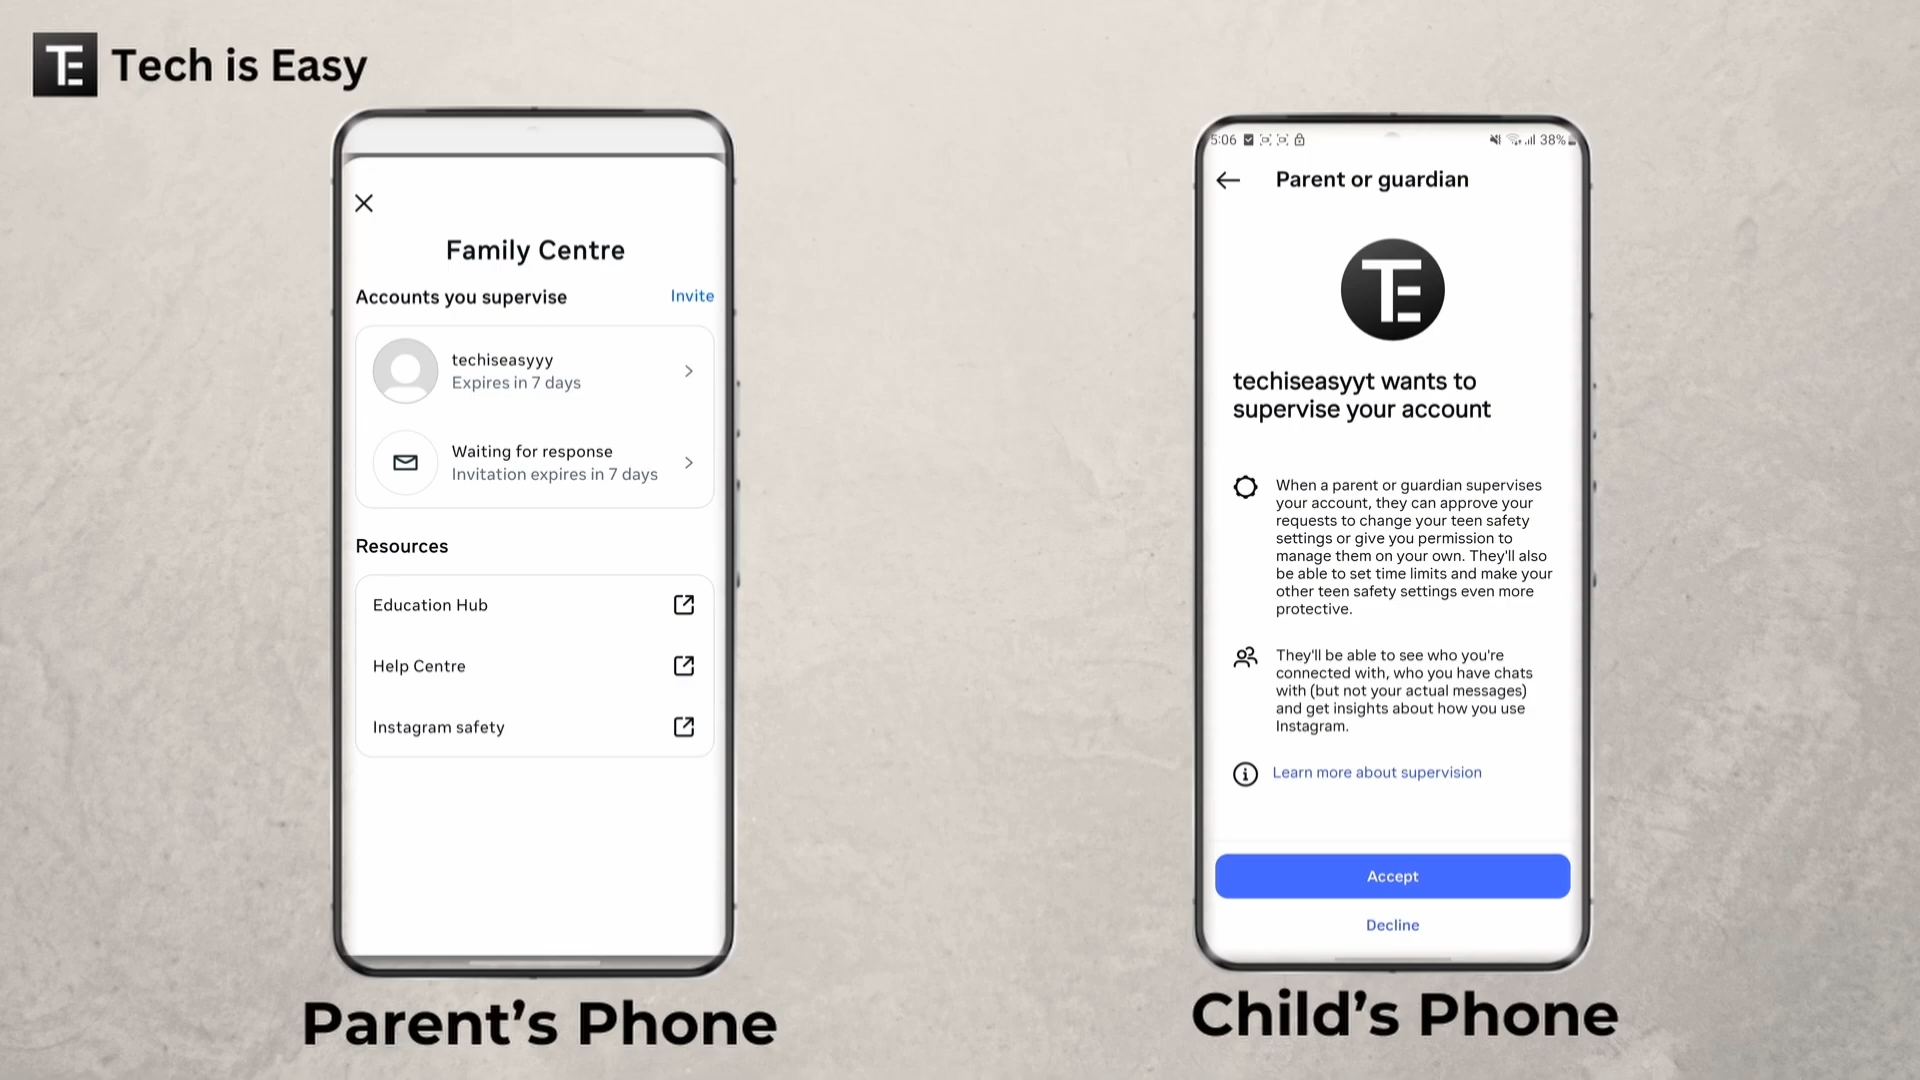 TE Tech is Easy
Family Centre
Accounts you supervise
Invite
techiseasyyy
Expires in 7 days
Waiting for response
Invitation expires in 7 days
Resources
Education Hub
Help Centre
Instagram safety
Parent's Phone
5:06
38%
Parent or guardian
TE
techiseasyyt wants to
supervise your account
When a parent or guardian supervises
your account, they can approve your
requests to change your teen safety
settings or give you permission to
manage them on your own. They'll also
be able to set time limits and make your
other teen safety settings even more
protective.
They'll be able to see who you're
connected with, who you have chats
with (but not your actual messages)
and get insights about how you use
Instagram.
Learn more about supervision
Accept
Decline
Child's Phone